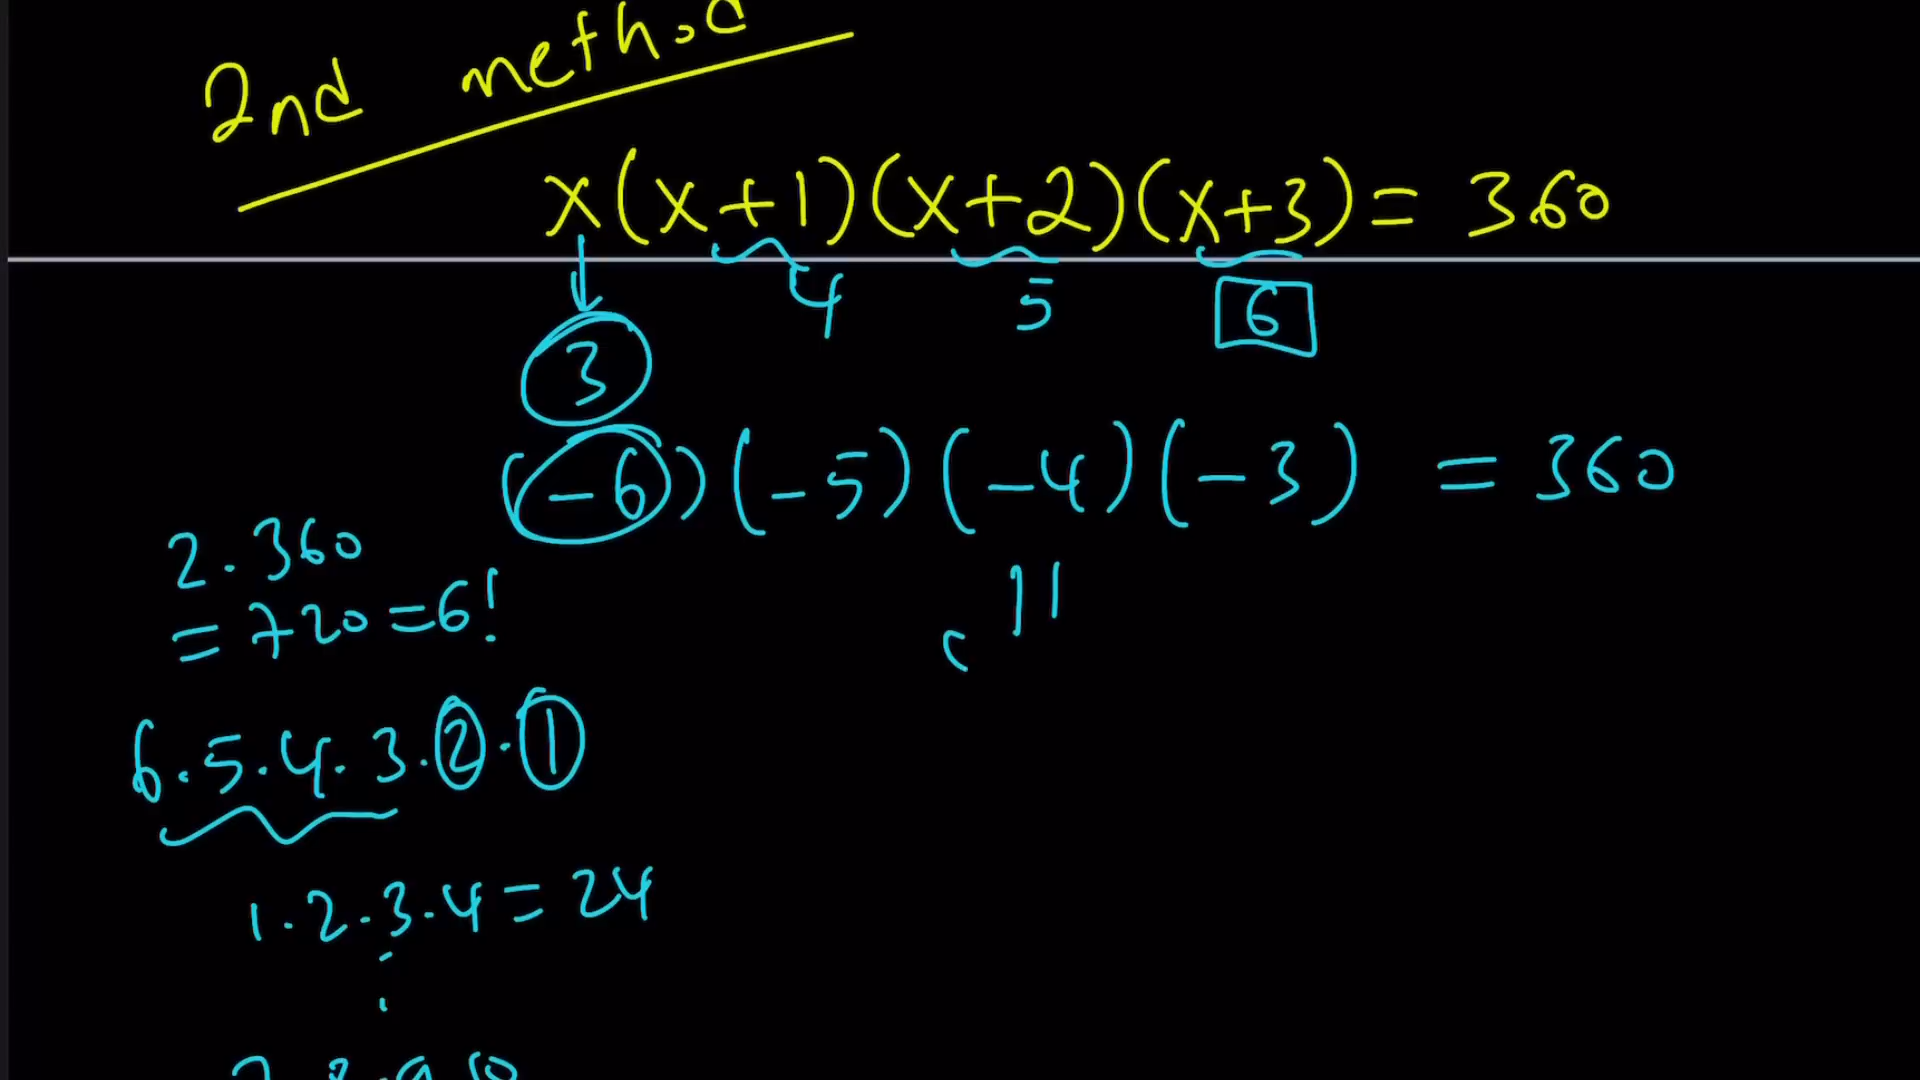 2nd method
x(x+1)(x+2)(x+3)= 360
4 5 6
3
(-6)(-5)(-4)(-3) = 360
2.360
= 720=6!
11
6.5.4.3.2.1
1.2.3.4=24